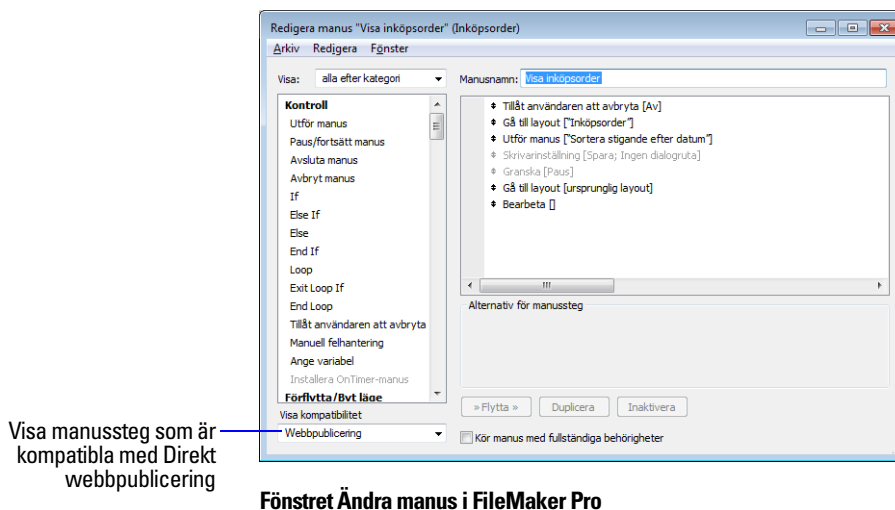 Redigera manus "Visa inköpsorder" (Inköpsorder)
Arkiv Redigera Fönster
Visa: alla efter kategori
Manusnamn: Visa inköpsorder
Kontroll
Utför manus
Paus/fortsätt manus
Avsluta manus
Avbryt manus
If
Else If
Else
End If
Loop
Exit Loop If
End Loop
Tillåt användaren att avbryta
Manuell felhantering
Ange variabel
Installera OnTimer-manus
Förflytta/Byt läge
Tillåt användaren att avbryta [Av]
Gå till layout ["Inköpsorder"]
Utför manus ["Sortera stigande efter datum"]
Skrivarinställning [Spara; Ingen dialogruta]
Granska [Paus]
Gå till layout [ursprunglig layout]
Bearbeta []
Alternativ för manussteg
Visa kompatibilitet
Webbpublicering
» Flytta » Duplicera Inaktivera
Kör manus med fullständiga behörigheter
Visa manussteg som är
kompatibla med Direkt
webbpublicering
Fönstret Ändra manus i FileMaker Pro